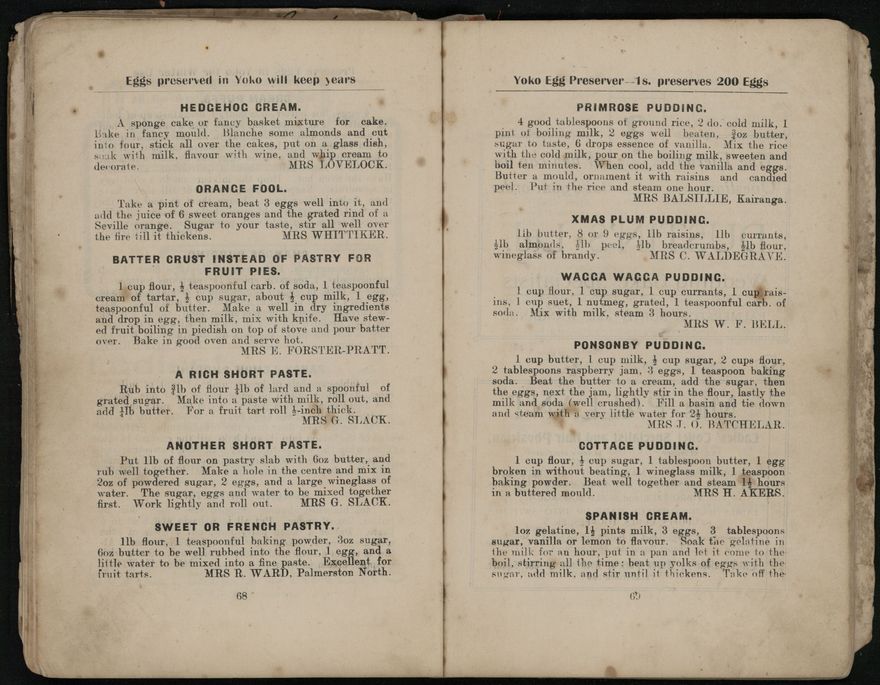 Eggs preserved in Yoko will keep years
HEDGEHOG CREAM.
A sponge cake or fancy basket mixture for cake.
Bake in fancy mould. Blanche some almonds and cut
into four, stick all over the cakes, put on a glass dish,
soak with milk, flavour with wine, and whip cream to
decorate. MRS LOVELOCK.
ORANGE FOOL.
Take a pint of cream, beat 3 eggs well into it, and
add the juice of 6 sweet oranges and the grated rind of a
Seville orange. Sugar to your taste, stir all well over
the fire till it thickens. MRS WHITTIKER.
BATTER CRUST INSTEAD OF PASTRY FOR
FRUIT PIES.
1 cup flour, ½ teaspoonful carb. of soda, 1 teaspoonful
cream of tartar, ½ cup sugar, about ½ cup milk, 1 egg,
teaspoonful of butter. Make a well in dry ingredients
and drop in egg, then milk, mix with knife. Have stew-
ed fruit boiling in piedish on top of stove and pour batter
over. Bake in good oven and serve hot.
MRS E. FORSTER-PRATT.
A RICH SHORT PASTE.
Rub into ¾lb of flour ¼lb of lard and a spoonful of
grated sugar. Make into a paste with milk, roll out, and
add ¼lb butter. For a fruit tart roll ½-inch thick.
MRS G. SLACK.
ANOTHER SHORT PASTE.
Put 1lb of flour on pastry slab with 6oz butter, and
rub well together. Make a hole in the centre and mix in
2oz of powdered sugar, 2 eggs, and a large wineglass of
water. The sugar, eggs and water to be mixed together
first. Work lightly and roll out. MRS G. SLACK.
SWEET OR FRENCH PASTRY.
1lb flour, 1 teaspoonful baking powder, 3oz sugar,
6oz butter to be well rubbed into the flour, 1 egg, and a
little water to be mixed into a fine paste. Excellent for
fruit tarts. MRS R. WARD, Palmerston North.
68
Yoko Egg Preserver—1s. preserves 200 Eggs
PRIMROSE PUDDING.
4 good tablespoons of ground rice, 2 do. cold milk, 1
pint of boiling milk, 2 eggs well beaten, ¾oz butter,
sugar to taste, 6 drops essence of vanilla. Mix the rice
with the cold milk, pour on the boiling milk, sweeten and
boil ten minutes. When cool, add the vanilla and eggs.
Butter a mould, ornament it with raisins and candied
peel. Put in the rice and steam one hour.
MRS BALSILLIE, Kairanga.
XMAS PLUM PUDDING.
1lb butter, 8 or 9 eggs, 1lb raisins, 1lb currants,
½lb almonds, ½lb peel, ½lb breadcrumbs, ½lb flour,
wineglass of brandy. MRS C. WALDEGRAVE.
WAGGA WAGGA PUDDING.
1 cup flour, 1 cup sugar, 1 cup currants, 1 cup rais-
ins, 1 cup suet, 1 nutmeg, grated, 1 teaspoonful carb. of
soda. Mix with milk, steam 3 hours.
MRS W. F. BELL.
PONSONBY PUDDING.
1 cup butter, 1 cup milk, ½ cup sugar, 2 cups flour,
2 tablespoons raspberry jam, 3 eggs, 1 teaspoon baking
soda. Beat the butter to a cream, add the sugar, then
the eggs, next the jam, lightly stir in the flour, lastly the
milk and soda (well crushed). Fill a basin and tie down
and steam with a very little water for 2½ hours.
MRS J. O. BATCHELAR.
COTTAGE PUDDING.
1 cup flour, ½ cup sugar, 1 tablespoon butter, 1 egg
broken in without beating, 1 wineglass milk, 1 teaspoon
baking powder. Beat well together and steam 1½ hours
in a buttered mould. MRS H. AKERS.
SPANISH CREAM.
1oz gelatine, 1½ pints milk, 3 eggs, 3 tablespoons
sugar, vanilla or lemon to flavour. Soak the gelatine in
the milk for an hour, put in a pan and let it come to the
boil, stirring all the time; beat up yolks of eggs with the
sugar, add milk, and stir until it thickens. Take off the
69